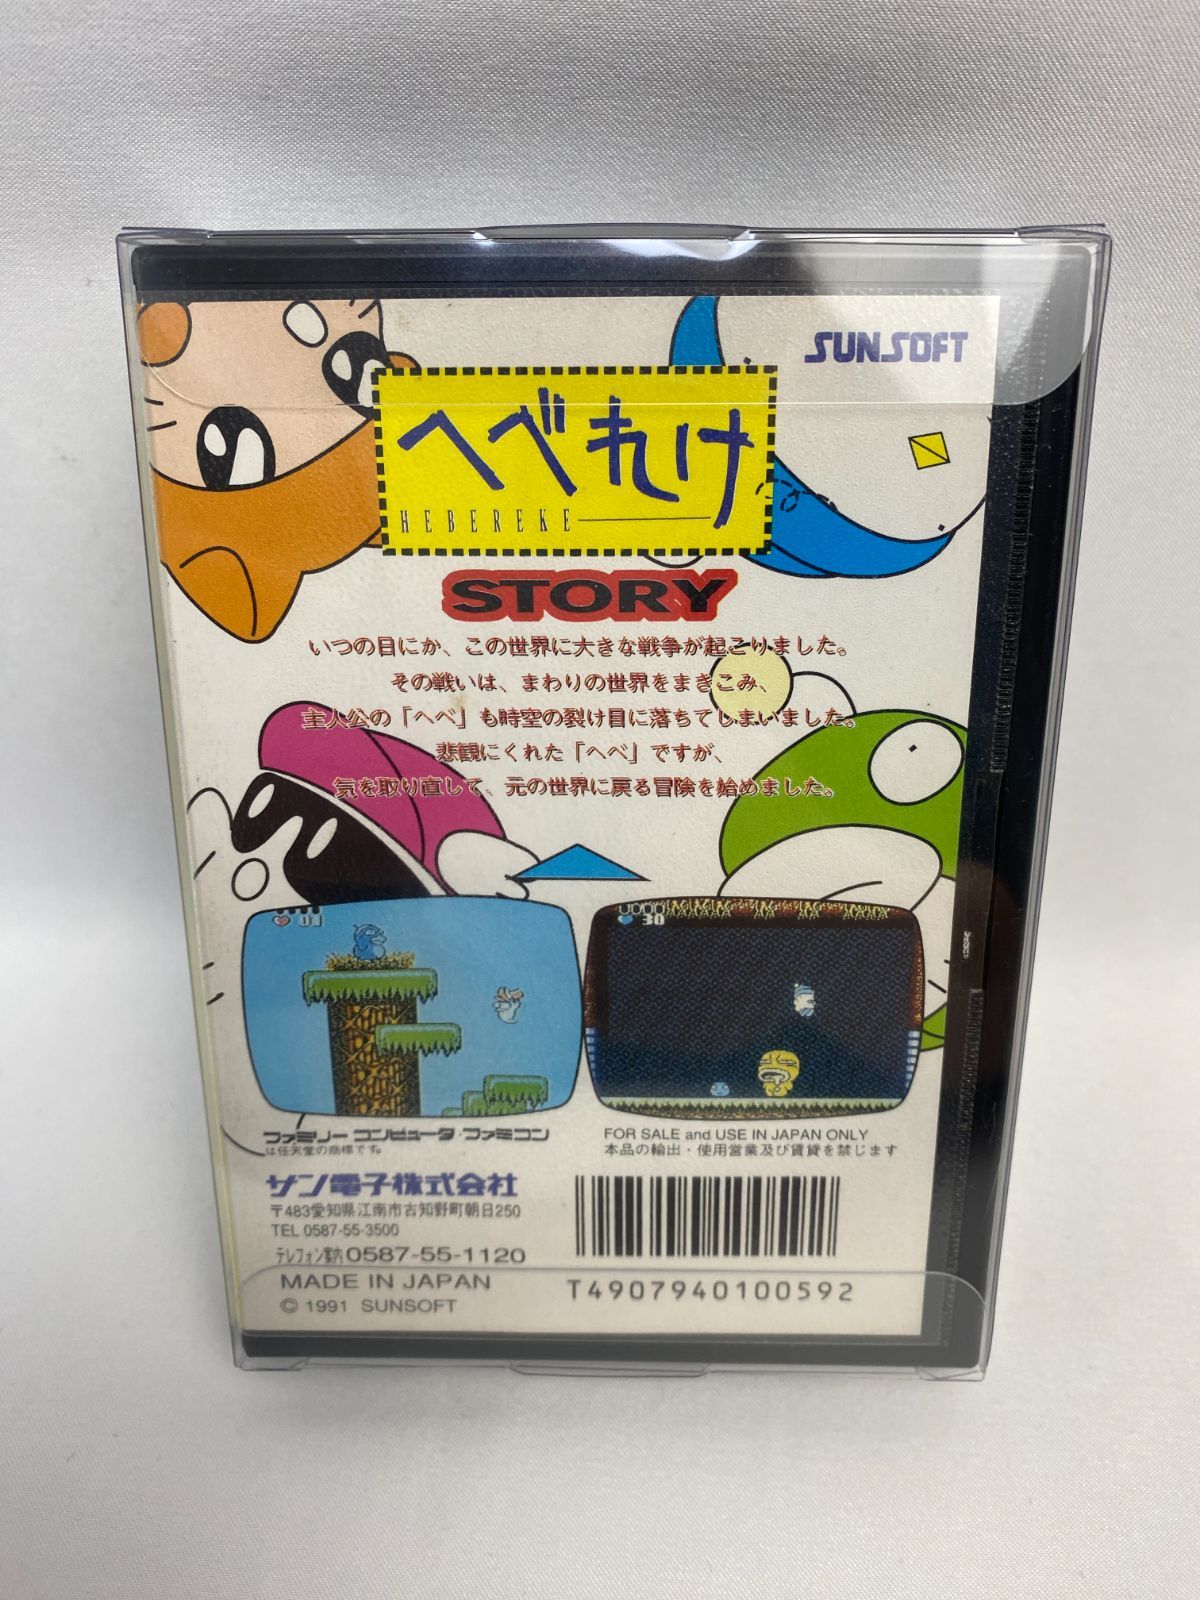 SUNSOFT
へべれけ
HEBEREKE
STORY
いつの日にか、この世界に大きな戦争が起こりました。
その戦いは、まわりの世界をまきこみ、
主人公の「へべ」も時空の裂け目に落ちてしまいました。
悲観にくれた「へべ」ですが、
気を取り直して、元の世界に戻る冒険を始めました。
01
30
ファミリーコンピュータ・ファミコン
は任天堂の商標です。
FOR SALE and USE IN JAPAN ONLY
本品の輸出・使用営業及び賃貸を禁じます
サン電子株式会社
〒483愛知県江南市古知野町朝日250
TEL 0587-55-3500
テレフォン案内0587-55-1120
MADE IN JAPAN
© 1991 SUNSOFT
T4907940100592